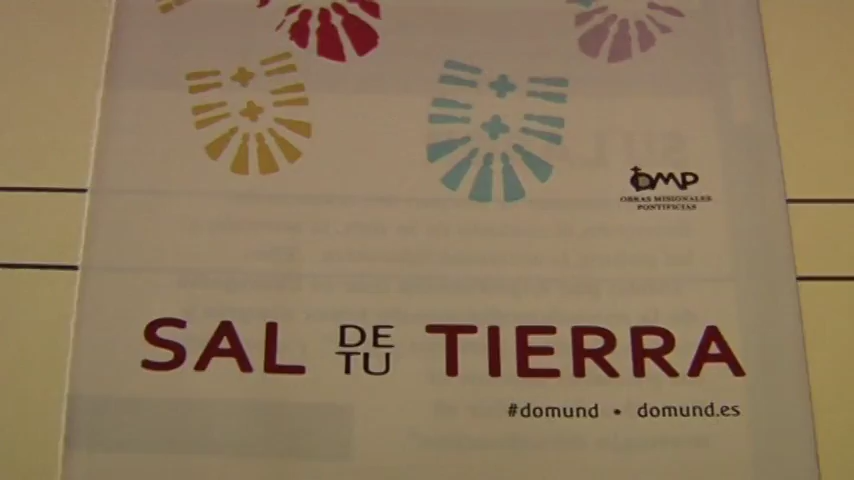 OMP
OBRAS MISIONALES
PONTIFICIAS
SAL DE TU TIERRA
#domund • domund.es